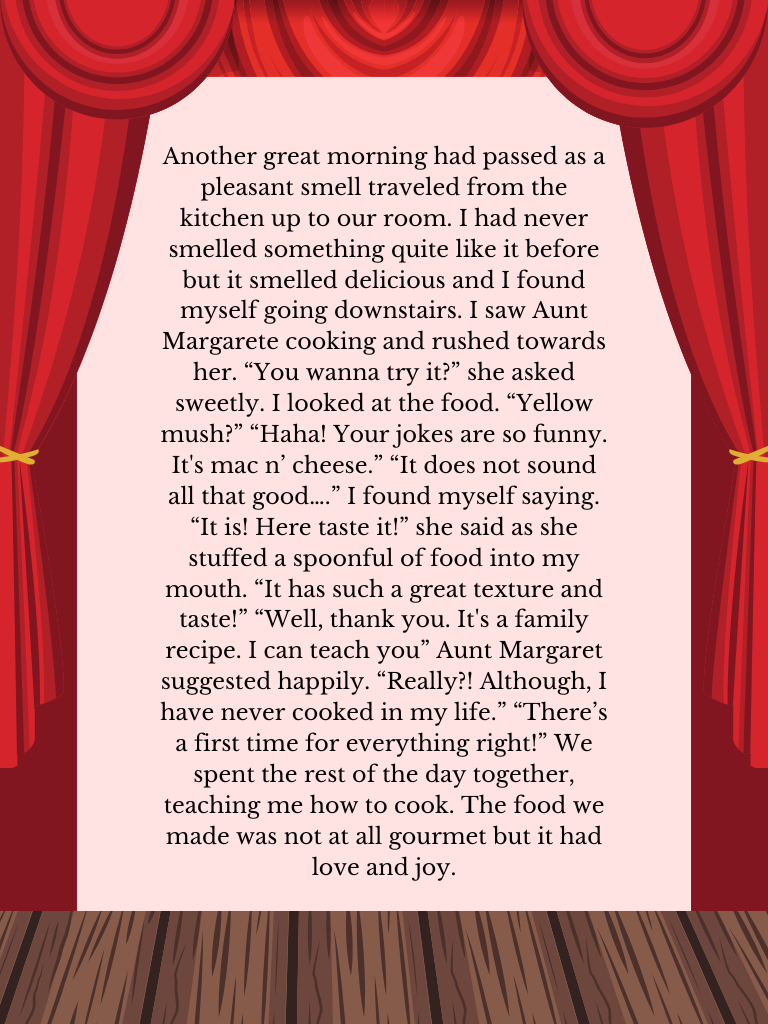 Another great morning had passed as a
pleasant smell traveled from the
kitchen up to our room. I had never
smelled something quite like it before
but it smelled delicious and I found
myself going downstairs. I saw Aunt
Margarete cooking and rushed towards
her. “You wanna try it?” she asked
sweetly. I looked at the food. “Yellow
mush?” “Haha! Your jokes are so funny.
It's mac n’ cheese.” “It does not sound
all that good….” I found myself saying.
“It is! Here taste it!” she said as she
stuffed a spoonful of food into my
mouth. “It has such a great texture and
taste!” “Well, thank you. It's a family
recipe. I can teach you” Aunt Margaret
suggested happily. “Really?! Although, I
have never cooked in my life.” “There’s
a first time for everything right!” We
spent the rest of the day together,
teaching me how to cook. The food we
made was not at all gourmet but it had
love and joy.